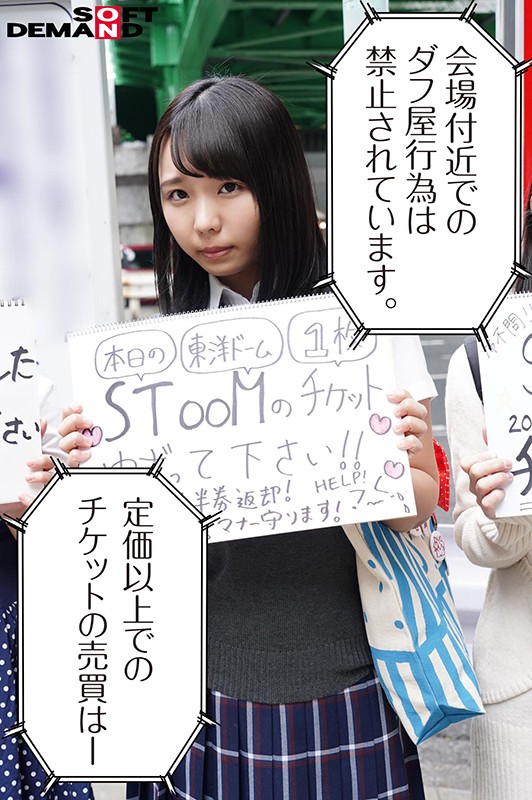 SOFT
DEMAND
会場付近での
ダフ屋行為は
禁止されています。
本日の 東洋ドーム 1枚
STooMのチケット
ゆずって下さい!!
半券返却! HELP!
マナー守ります!
した
さい
20
定価以上での
チケットの売買はー